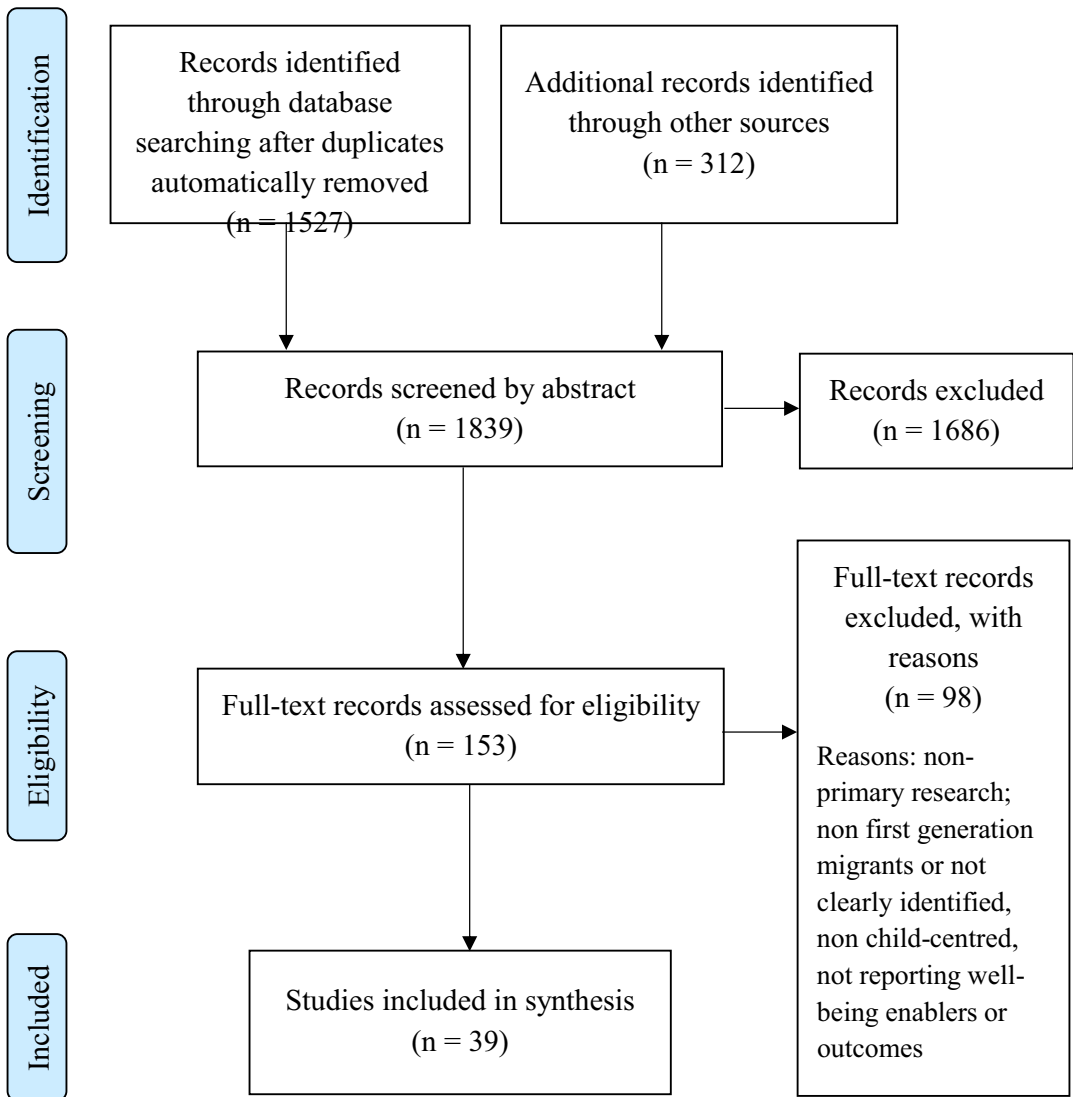 Identification
Records identified
through database
searching after duplicates
automatically removed
(n = 1527)
Additional records identified
through other sources
(n = 312)
Screening
Records screened by abstract
(n = 1839)
Records excluded
(n = 1686)
Eligibility
Full-text records assessed for eligibility
(n = 153)
Full-text records
excluded, with
reasons
(n = 98)
Reasons: non-
primary research;
non first generation
migrants or not
clearly identified,
non child-centred,
not reporting well-
being enablers or
outcomes
Included
Studies included in synthesis
(n = 39)